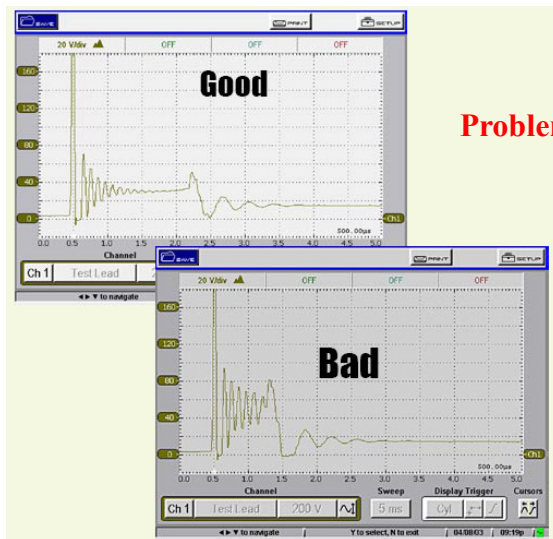 SAVE PRINT SETUP
20 V/div OFF OFF OFF
Good
160
120
80
40
0
Ch1
500.00µs
0.0 0.5 1.0 1.5 2.0 2.5 3.0 3.5 4.0 4.5 5.0
Channel
Ch 1 Test Lead 2
◄► ▼ to navigate
Problem
SAVE PRINT SETUP
20 V/div OFF OFF OFF
Bad
160
120
80
40
0
Ch1
500.00µs
0.0 0.5 1.0 1.5 2.0 2.5 3.0 3.5 4.0 4.5 5.0
Channel Sweep Display Trigger Cursors
Ch 1 Test Lead 200 V 5 ms Cyl
◄► ▼ to navigate Y to select, N to exit 04/08/03 09:19p